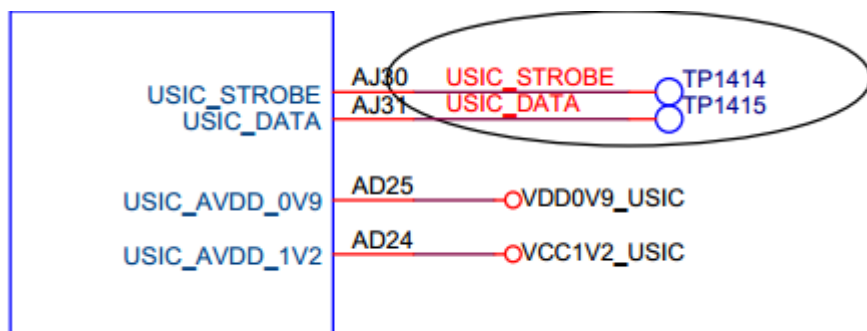 USIC_STROBE AJ30 USIC_STROBE TP1414
USIC_DATA AJ31 USIC_DATA TP1415
USIC_AVDD_0V9 AD25 VDD0V9_USIC
USIC_AVDD_1V2 AD24 VCC1V2_USIC